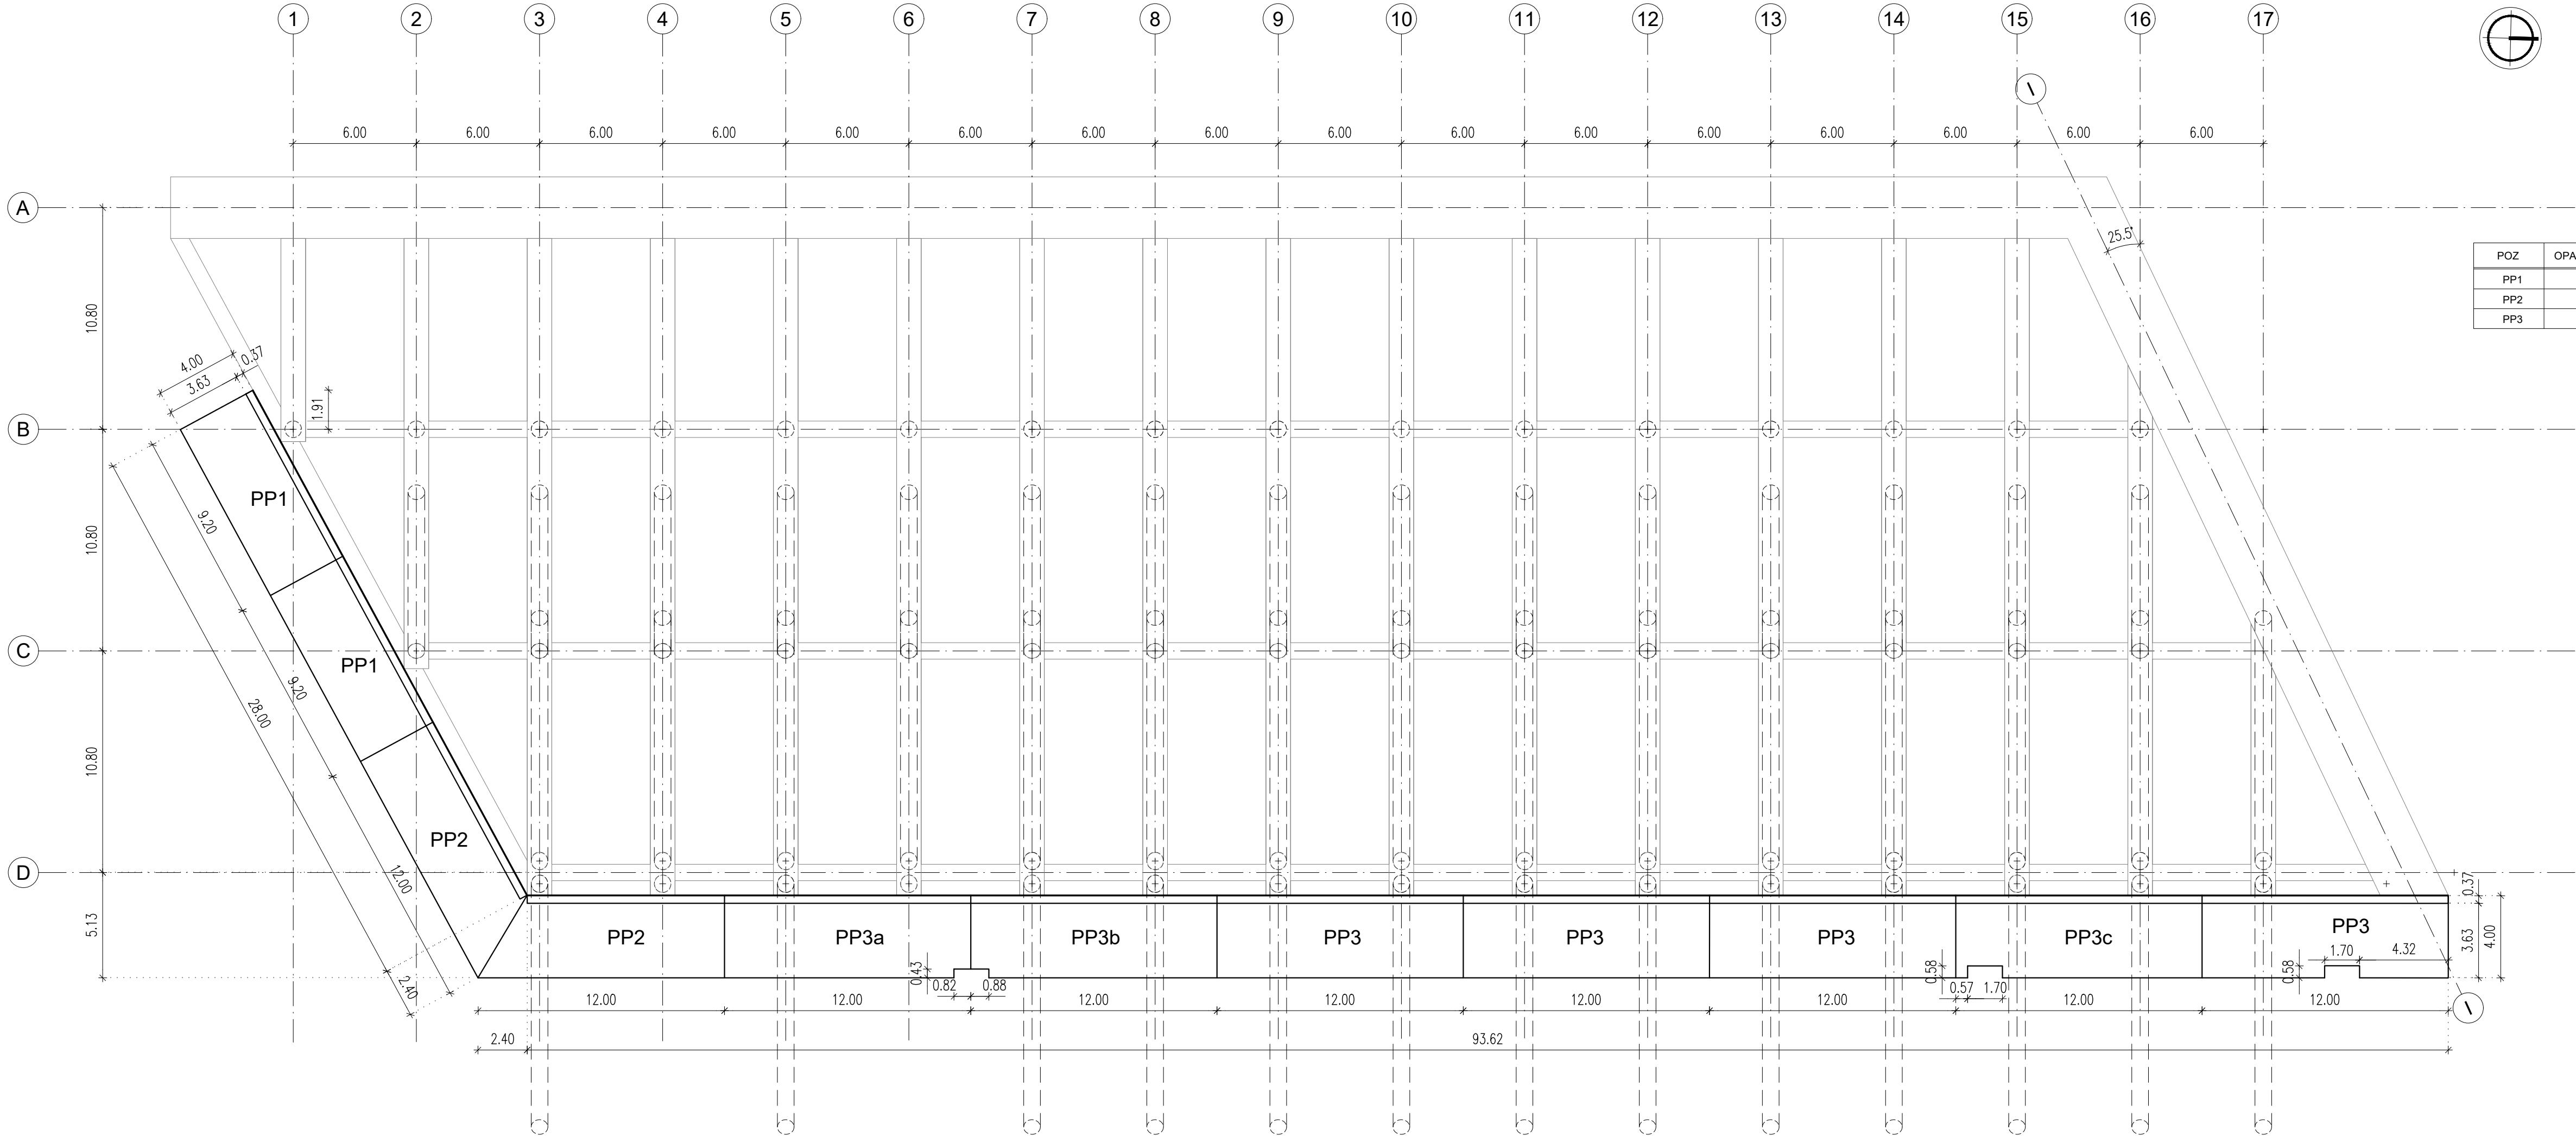 1 2 3 4 5 6 7 8 9 10 11 12 13 14 15 16 17
I
6.00 6.00 6.00 6.00 6.00 6.00 6.00 6.00 6.00 6.00 6.00 6.00 6.00 6.00 6.00 6.00
A
25.5°
POZ OPA
PP1
PP2
PP3
10.80
4.00 0.37
3.63
1.91
B
PP1
9.20
10.80
C
PP1
9.20
28.00
10.80
PP2
12.00
D
0.37
5.13
PP2 PP3a PP3b PP3 PP3 PP3 PP3c PP3
3.63 4.00
1.70 4.32
0.43 0.58 0.58
2.40
0.82 0.88 0.57 1.70
12.00 12.00 12.00 12.00 12.00 12.00 12.00 12.00
I
2.40 93.62